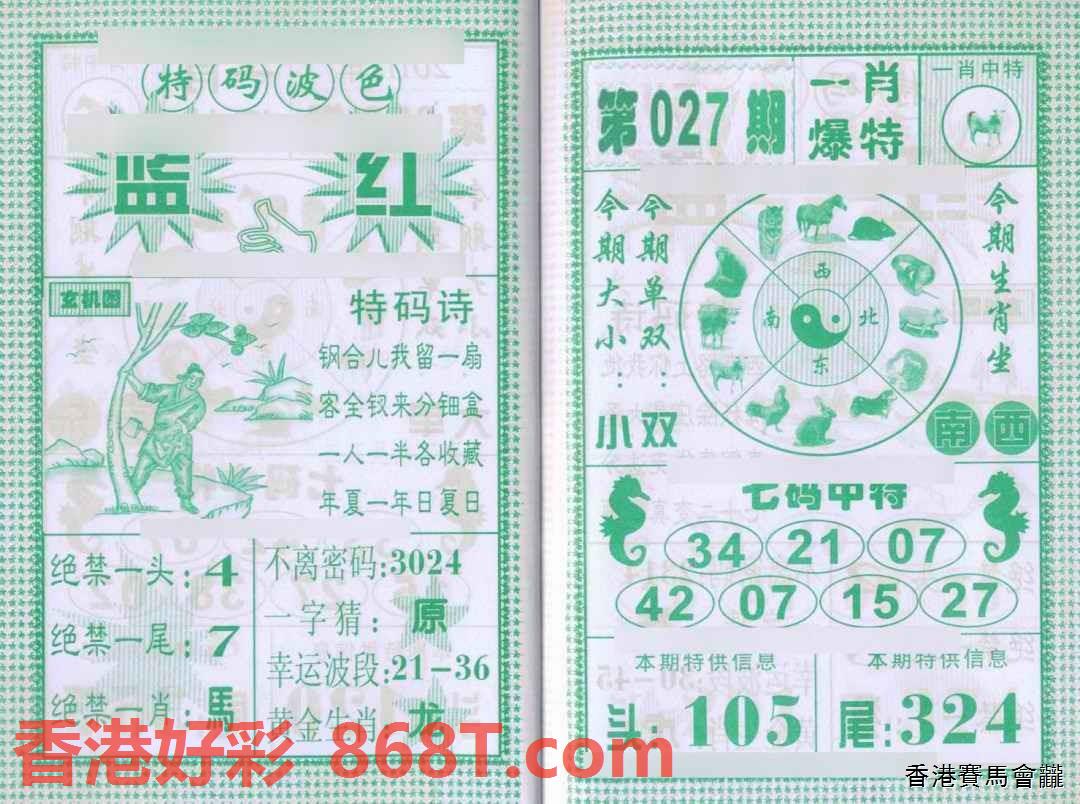 特码波色
蓝 红
玄机图
特码诗
钢合儿我留一扇
客全钗来分钿盒
一人一半各收藏
年夏一年日复日
绝禁一头:4
绝禁一尾:7
绝禁一肖:馬
不离密码:3024
一字猜:原
幸运波段:21-36
黄金生肖:龙
第027期
一肖爆特
一肖中特
今期大小:小
今期单双:双
西
南 北
东
今期生肖坐
南 西
七码中特
34 21 07
42 07 15 27
本期特供信息
头:105
本期特供信息
尾:324
香港好彩 868T.com
香港賽馬會